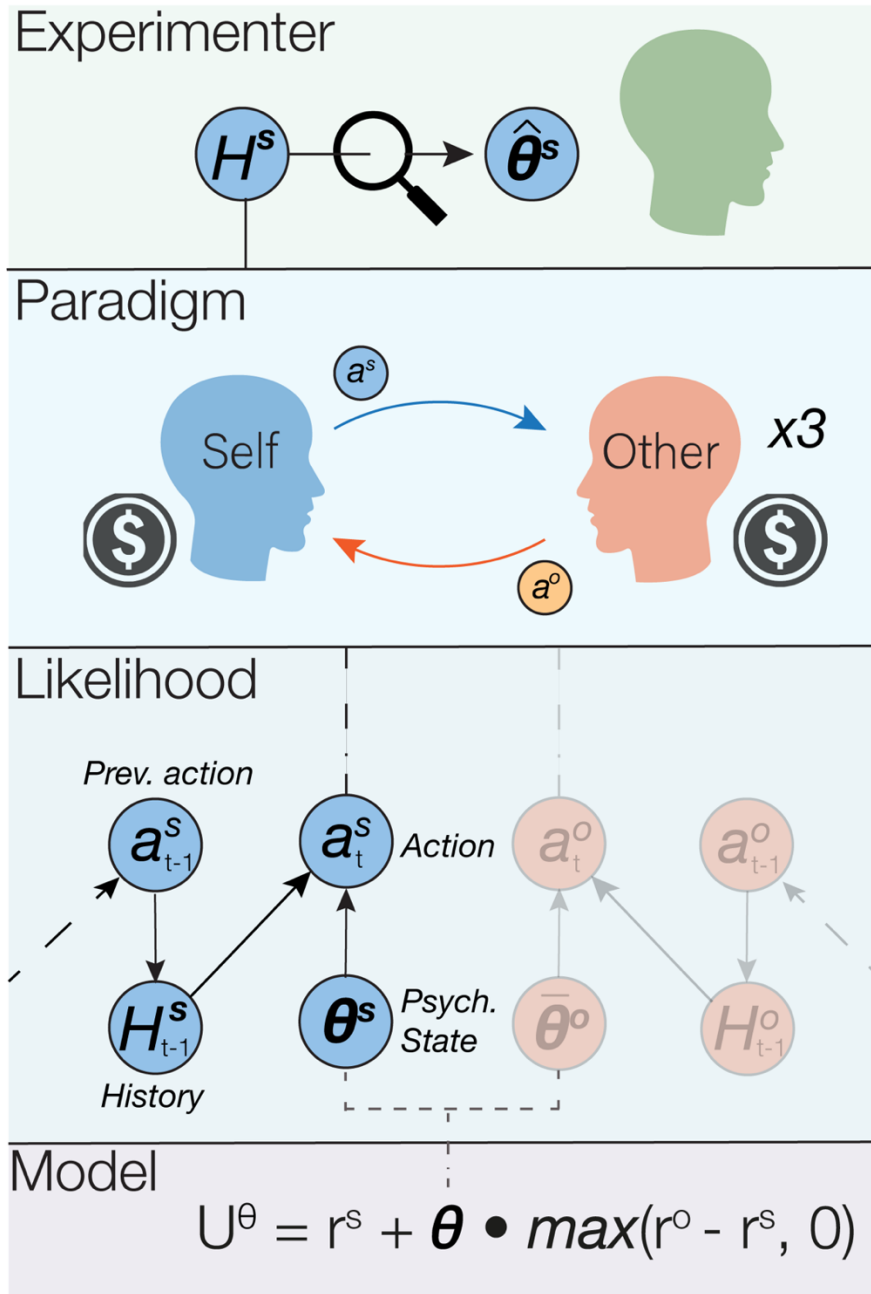 Experimenter
H^s θ̂^s
Paradigm
a^s
Self Other x3
$ $
a^o
Likelihood
Prev. action
a^s_t-1 a^s_t Action a^o_t a^o_t-1
H^s_t-1 θ^s Psych. State θ̄^o H^o_t-1
History
Model
U^θ = r^s + θ • max(r^o - r^s, 0)